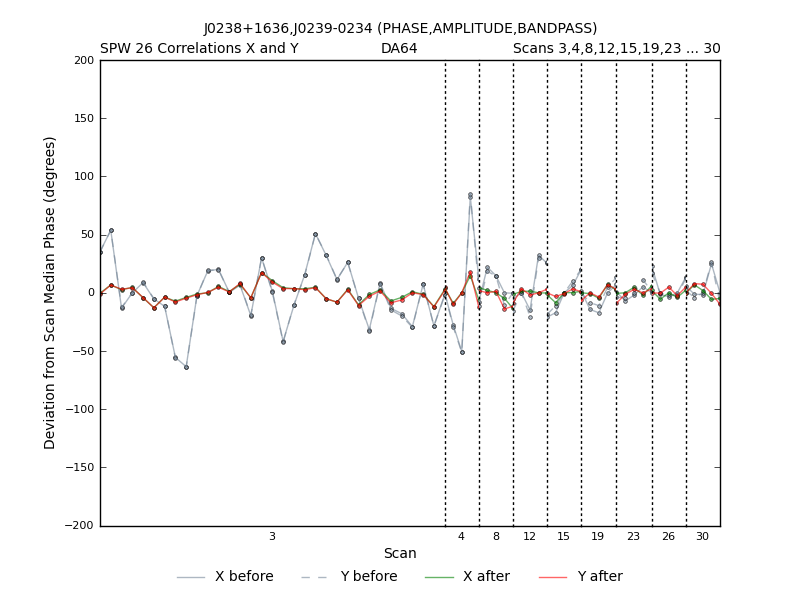 J0238+1636,J0239-0234 (PHASE,AMPLITUDE,BANDPASS)
SPW 26 Correlations X and Y DA64 Scans 3,4,8,12,15,19,23 ... 30
Deviation from Scan Median Phase (degrees)
200
150
100
50
0
−50
−100
−150
−200
3 4 8 12 15 19 23 26 30
Scan
X before Y before X after Y after